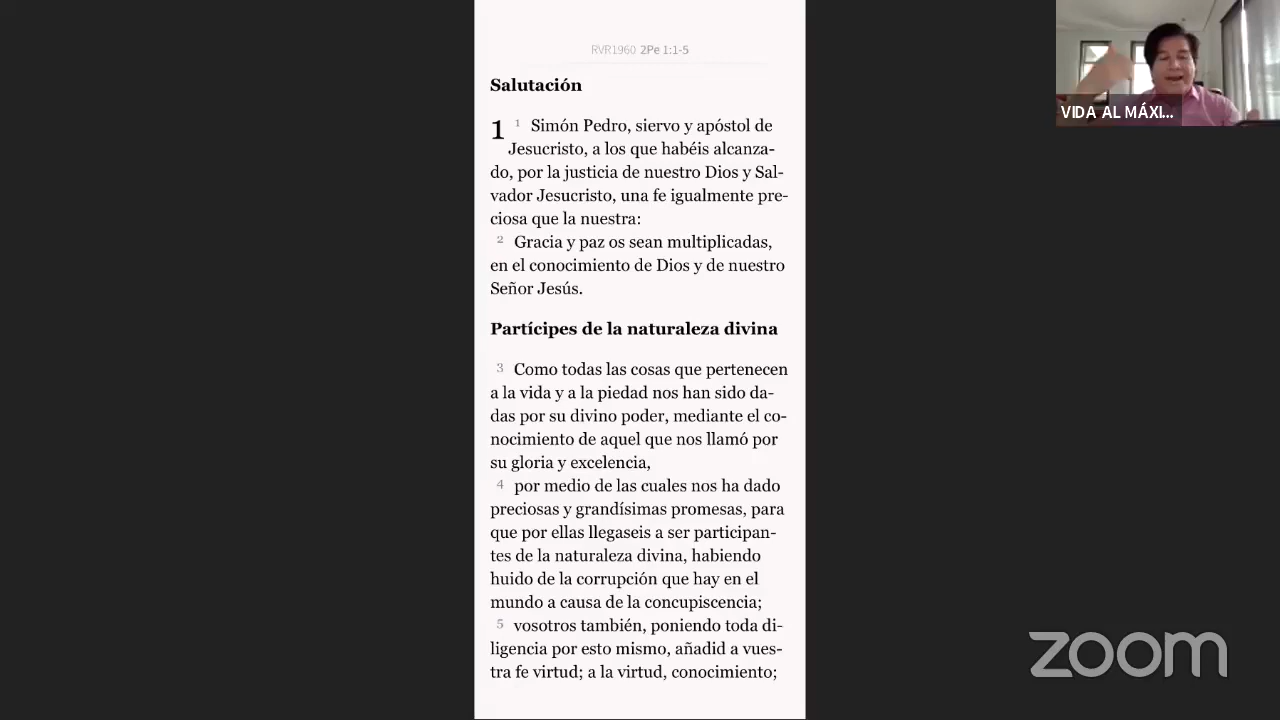 RVR1960 2Pe 1:1-5
Salutación
1 1 Simón Pedro, siervo y apóstol de
Jesucristo, a los que habéis alcanza-
do, por la justicia de nuestro Dios y Sal-
vador Jesucristo, una fe igualmente pre-
ciosa que la nuestra:
2 Gracia y paz os sean multiplicadas,
en el conocimiento de Dios y de nuestro
Señor Jesús.
Partícipes de la naturaleza divina
3 Como todas las cosas que pertenecen
a la vida y a la piedad nos han sido da-
das por su divino poder, mediante el co-
nocimiento de aquel que nos llamó por
su gloria y excelencia,
4 por medio de las cuales nos ha dado
preciosas y grandísimas promesas, para
que por ellas llegaseis a ser participan-
tes de la naturaleza divina, habiendo
huido de la corrupción que hay en el
mundo a causa de la concupiscencia;
5 vosotros también, poniendo toda di-
ligencia por esto mismo, añadid a vues-
tra fe virtud; a la virtud, conocimiento;
VIDA AL MÁXI...
zoom